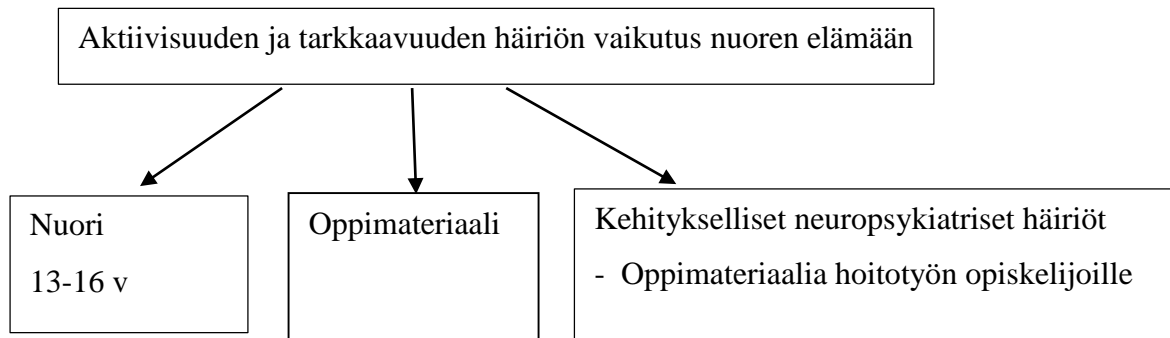 Aktiivisuuden ja tarkkaavuuden häiriön vaikutus nuoren elämään
Nuori
13-16 v
Oppimateriaali
Kehitykselliset neuropsykiatriset häiriöt
- Oppimateriaalia hoitotyön opiskelijoille